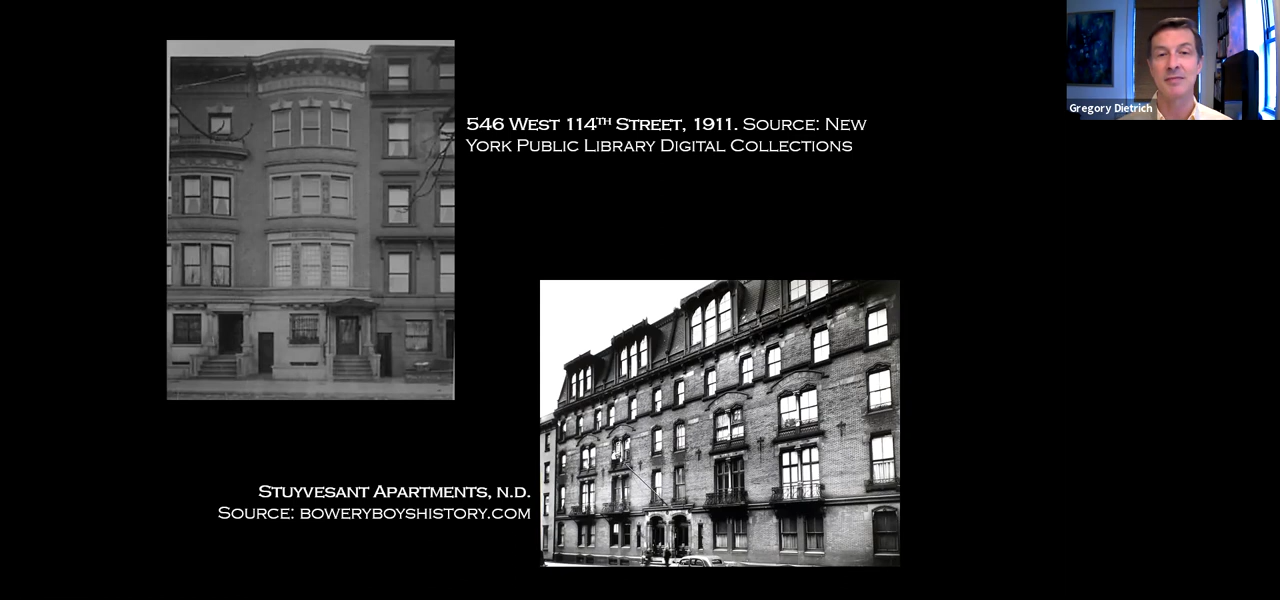 546 West 114th Street, 1911. Source: New
York Public Library Digital Collections
Stuyvesant Apartments, n.d.
Source: boweryboyshistory.com
Gregory Dietrich